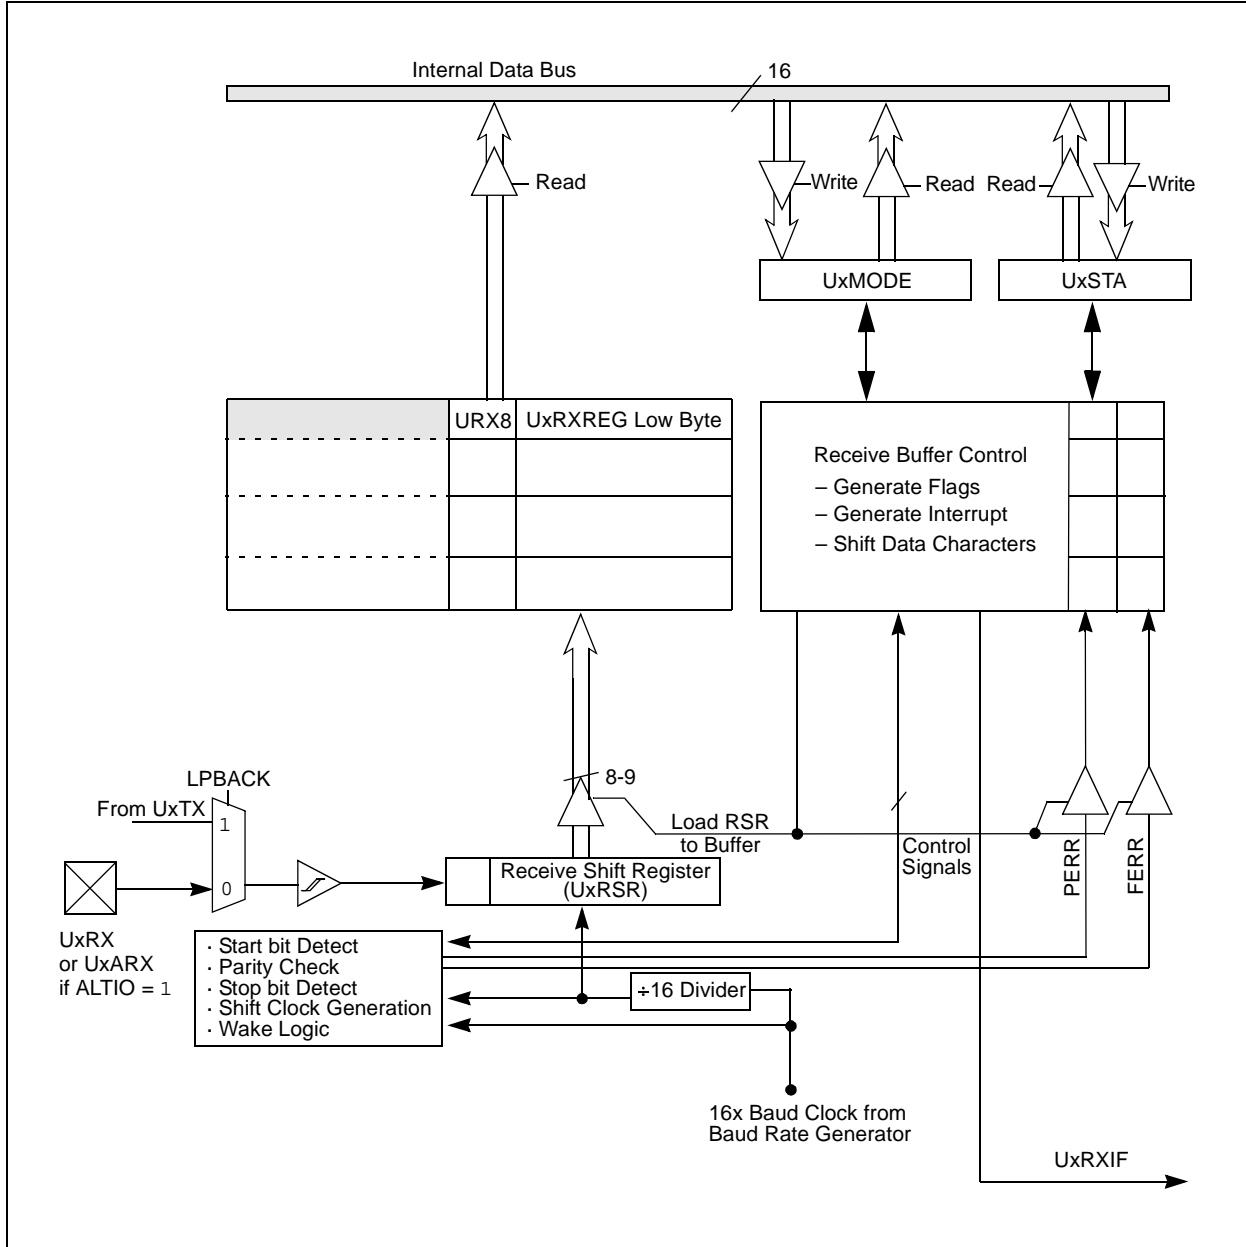 Internal Data Bus
16
Read
Write
Read
Read
Write
UxMODE
UxSTA
URX8
UxRXREG Low Byte
Receive Buffer Control
– Generate Flags
– Generate Interrupt
– Shift Data Characters
LPBACK
From UxTX
1
0
8-9
Load RSR
to Buffer
Control
Signals
PERR
FERR
Receive Shift Register
(UxRSR)
UxRX
or UxARX
if ALTIO = 1
· Start bit Detect
· Parity Check
· Stop bit Detect
· Shift Clock Generation
· Wake Logic
÷16 Divider
16x Baud Clock from
Baud Rate Generator
UxRXIF